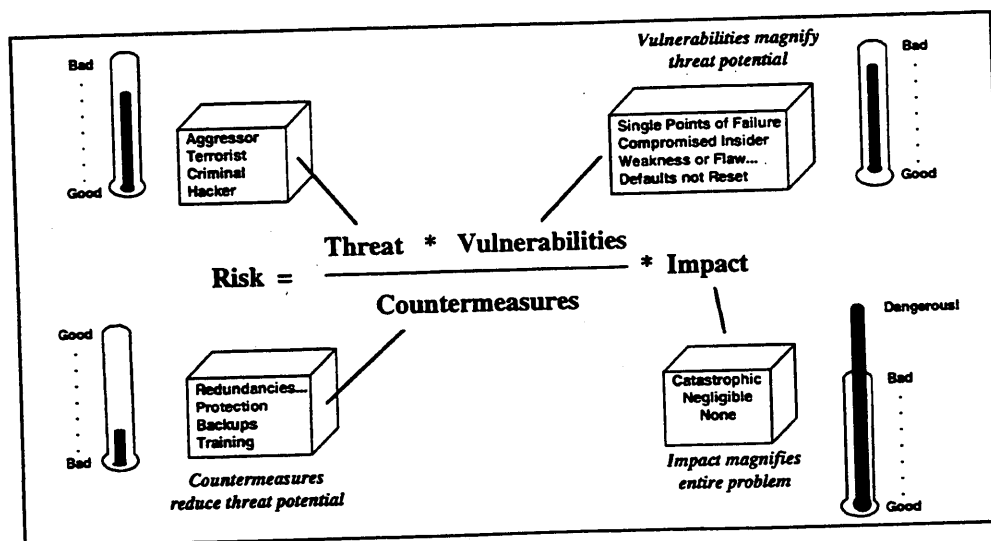 Bad
Good
Aggressor
Terrorist
Criminal
Hacker
Vulnerabilities magnify
threat potential
Single Points of Failure
Compromised Insider
Weakness or Flaw...
Defaults not Reset
Bad
Good
Risk = Threat * Vulnerabilities * Impact
Countermeasures
Good
Bad
Redundancies...
Protection
Backups
Training
Countermeasures
reduce threat potential
Catastrophic
Negligible
None
Impact magnifies
entire problem
Dangerous!
Bad
Good